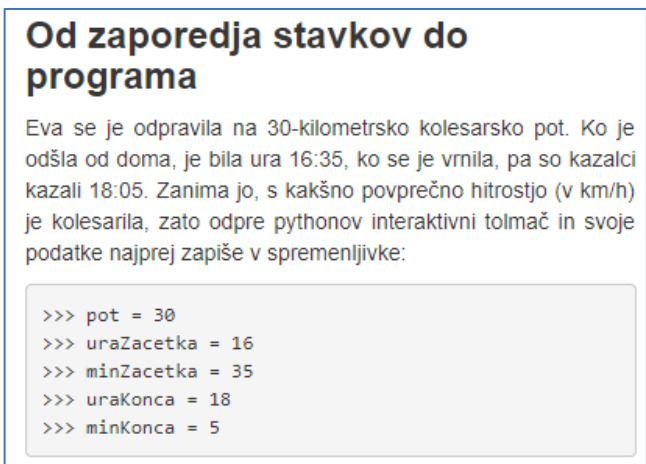 Od zaporedja stavkov do
programa
Eva se je odpravila na 30-kilometrsko kolesarsko pot. Ko je
odšla od doma, je bila ura 16:35, ko se je vrnila, pa so kazalci
kazali 18:05. Zanima jo, s kakšno povprečno hitrostjo (v km/h)
je kolesarila, zato odpre pythonov interaktivni tolmač in svoje
podatke najprej zapiše v spremenljivke:
>>> pot = 30
>>> uraZacetka = 16
>>> minZacetka = 35
>>> uraKonca = 18
>>> minKonca = 5